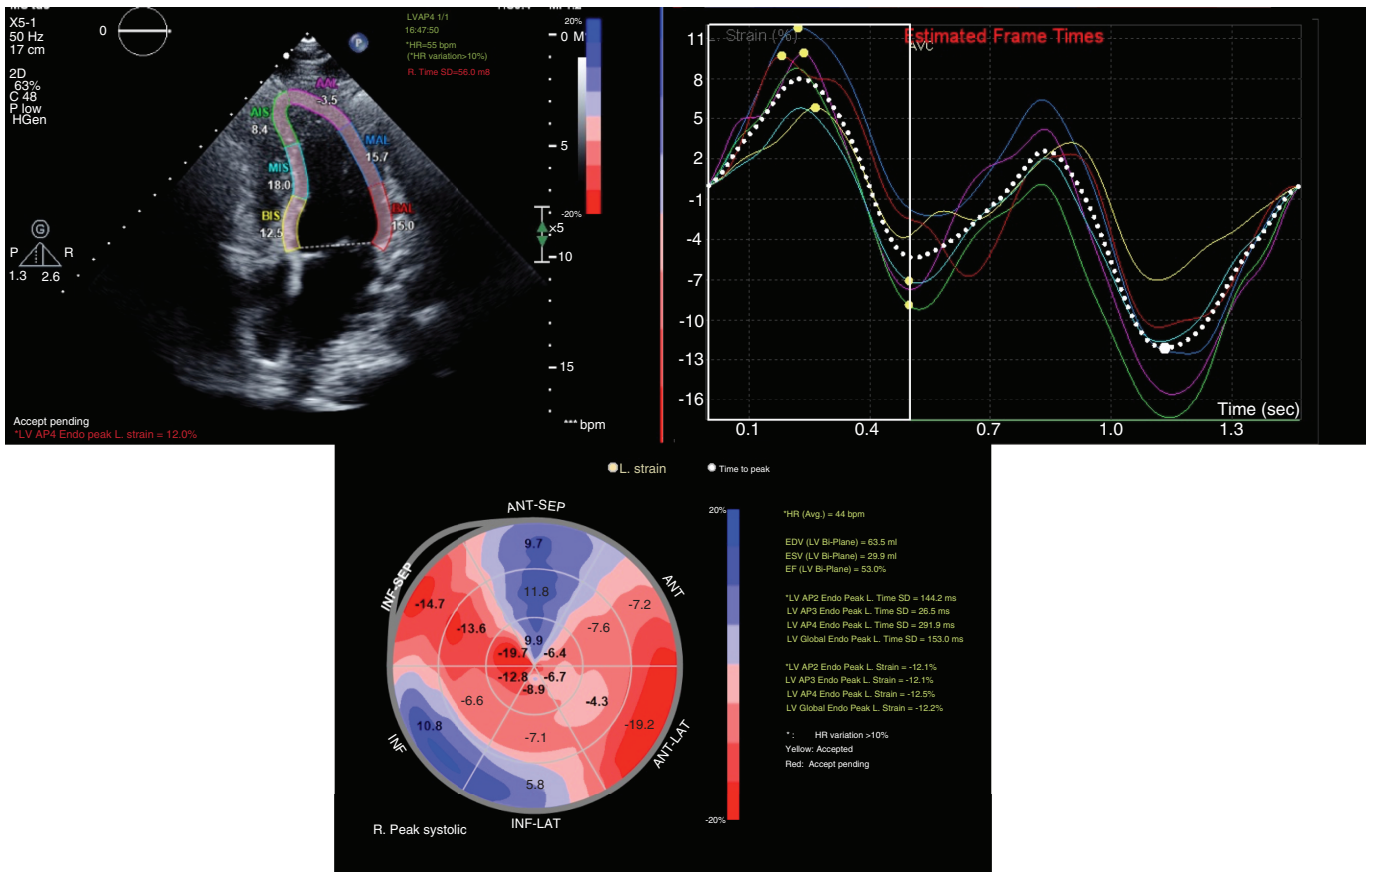 X5-1
50 Hz
17 cm
2D
63%
C 48
P low
HGen
0
P
G
P R
1.3 2.6
LVAP4 1/1
16:47:50
*HR=55 bpm
(*HR variation>10%)
R. Time SD=56.0 m8
20%
0 M
5
-20%
x5
10
15
*** bpm
AIS
8.4
-3.5
MAL
15.7
MIS
18.0
BIS
12.5
BAL
15.0
Accept pending
*LV AP4 Endo peak L. strain = 12.0%
Strain (%)
Estimated Frame Times
AVC
11
8
5
2
-1
-4
-7
-10
-13
-16
Time (sec)
0.1 0.4 0.7 1.0 1.3
L. strain
Time to peak
ANT-SEP
ANT
ANT-LAT
INF-LAT
INF
INF-SEP
9.7
11.8
9.9
-7.2
-7.6
-14.7
-13.6
-19.7 -6.4
-12.8 -6.7
-8.9
-6.6
-4.3
10.8
-19.2
-7.1
5.8
R. Peak systolic
20%
-20%
*HR (Avg.) = 44 bpm
EDV (LV Bi-Plane) = 63.5 ml
ESV (LV Bi-Plane) = 29.9 ml
EF (LV Bi-Plane) = 53.0%
*LV AP2 Endo Peak L. Time SD = 144.2 ms
LV AP3 Endo Peak L. Time SD = 26.5 ms
LV AP4 Endo Peak L. Time SD = 291.9 ms
LV Global Endo Peak L. Time SD = 153.0 ms
*LV AP2 Endo Peak L. Strain = -12.1%
LV AP3 Endo Peak L. Strain = -12.1%
LV AP4 Endo Peak L. Strain = -12.5%
LV Global Endo Peak L. Strain = -12.2%
* : HR variation >10%
Yellow: Accepted
Red: Accept pending